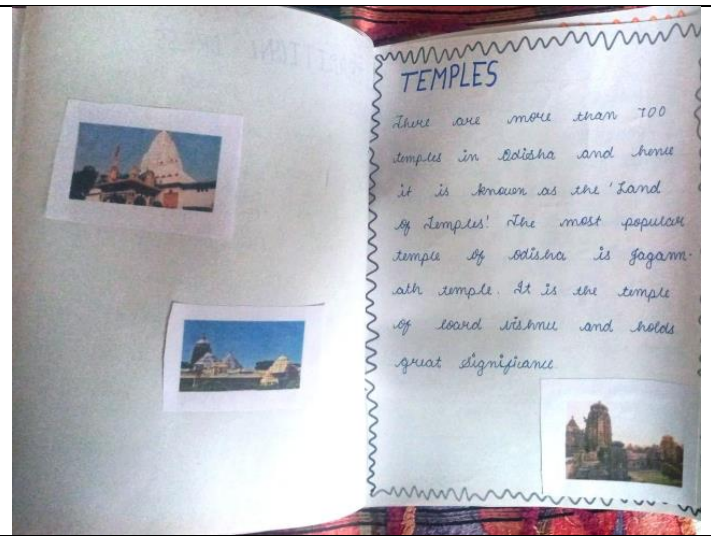 TEMPLES
There are more than 700
temples in Odisha and hence
it is known as the 'Land
of Temples'. The most popular
temple of odisha is Jagann-
ath temple. It is the temple
of loard vishnu and holds
great significance.